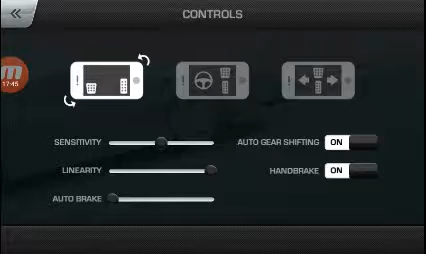 CONTROLS
17:45
SENSITIVITY
AUTO GEAR SHIFTING ON
LINEARITY
HANDBRAKE ON
AUTO BRAKE